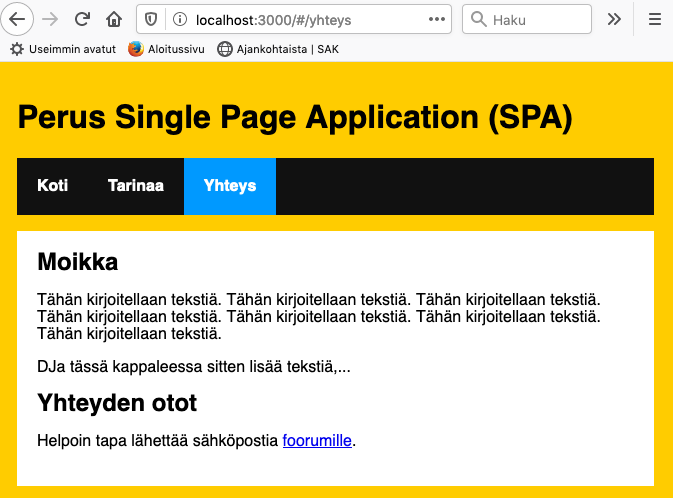 localhost:3000/#/yhteys
Haku
Useimmin avatut
Aloitussivu
Ajankohtaista | SAK
Perus Single Page Application (SPA)
Koti
Tarinaa
Yhteys
Moikka
Tähän kirjoitellaan tekstiä. Tähän kirjoitellaan tekstiä. Tähän kirjoitellaan tekstiä.
Tähän kirjoitellaan tekstiä. Tähän kirjoitellaan tekstiä. Tähän kirjoitellaan tekstiä.
Tähän kirjoitellaan tekstiä.
DJa tässä kappaleessa sitten lisää tekstiä,...
Yhteyden otot
Helpoin tapa lähettää sähköpostia foorumille.